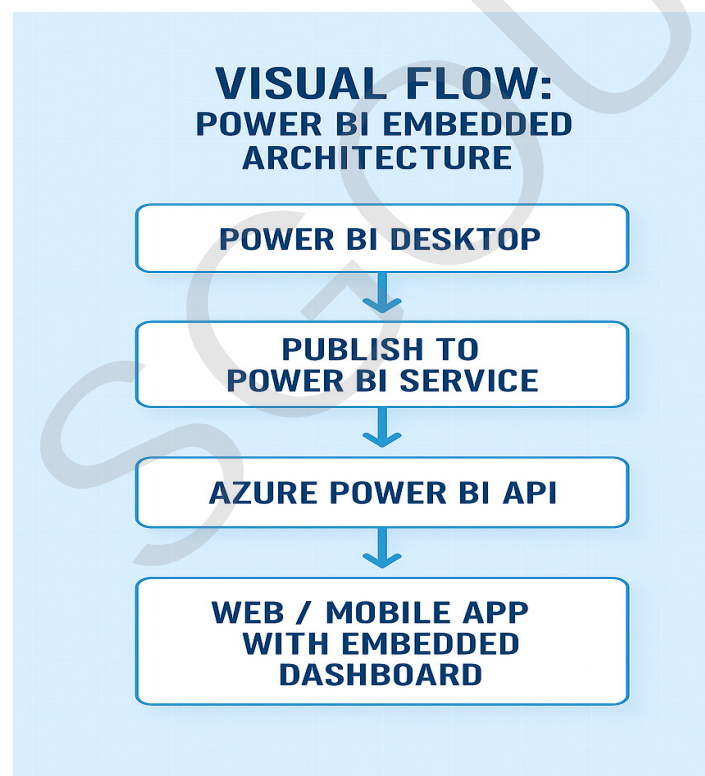 VISUAL FLOW:
POWER BI EMBEDDED
ARCHITECTURE
POWER BI DESKTOP
PUBLISH TO
POWER BI SERVICE
AZURE POWER BI API
WEB / MOBILE APP
WITH EMBEDDED
DASHBOARD
SGOU